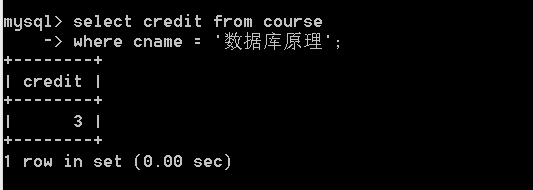 mysql> select credit from course
    -> where cname = '数据库原理';
+--------+
| credit |
+--------+
|      3 |
+--------+
1 row in set (0.00 sec)